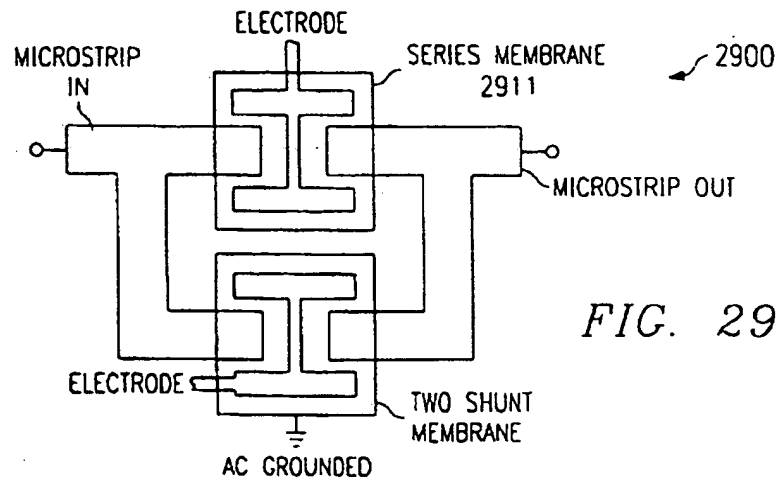 ELECTRODE
MICROSTRIP
IN
SERIES MEMBRANE
2911
2900
MICROSTRIP OUT
FIG. 29
ELECTRODE
TWO SHUNT
MEMBRANE
AC GROUNDED